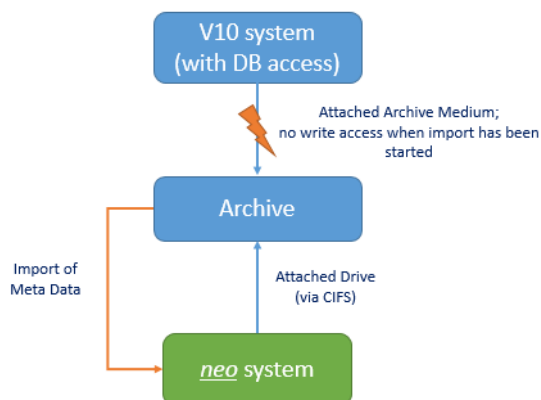 V10 system
(with DB access)
Attached Archive Medium;
no write access when import has been
started
Archive
Import of
Meta Data
Attached Drive
(via CIFS)
neo system